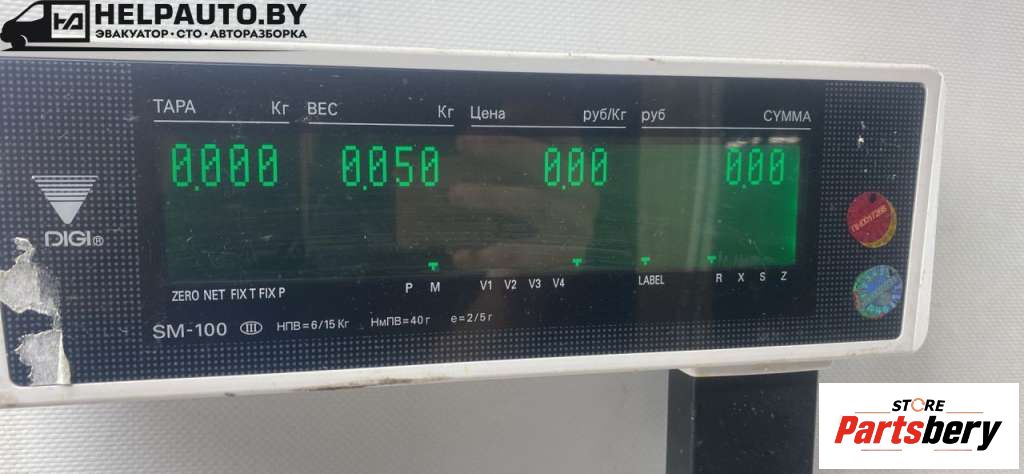 HELPAUTO.BY
ЭВАКУАТОР•СТО•АВТОРАЗБОРКА
ТАРА Кг ВЕС Кг Цена руб/Кг руб СУММА
0.000 0.050 0.00 0.00
DIGI®
ZERO NET FIX T FIX P P M V1 V2 V3 V4 LABEL R X S Z
SM-100 III НПВ=6/15 Кг НмПВ=40 г e=2/5 г
STORE
Partsbery